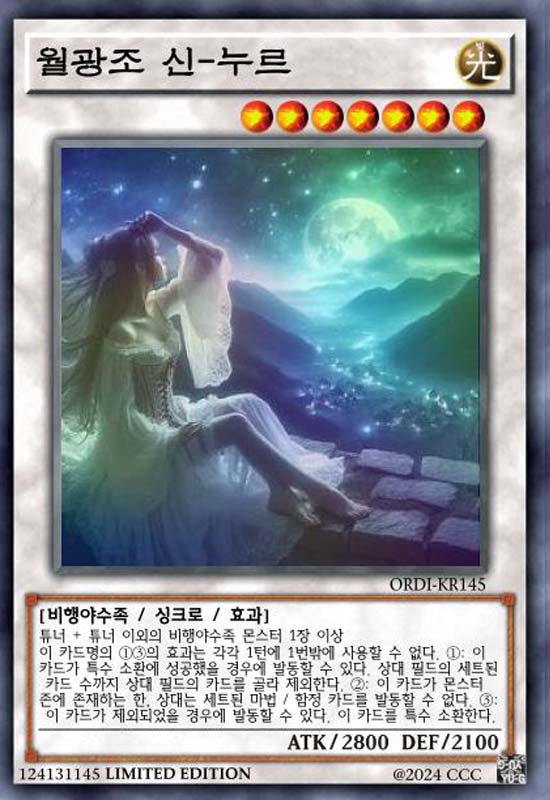 월광조 신-누르
光
ORDI-KR145
[비행야수족 / 싱크로 / 효과]
튜너 + 튜너 이외의 비행야수족 몬스터 1장 이상
이 카드명의 ①③의 효과는 각각 1턴에 1번밖에 사용할 수 없다. ①: 이
카드가 특수 소환에 성공했을 경우에 발동할 수 있다. 상대 필드의 세트된
카드 수까지 상대 필드의 카드를 골라 제외한다. ②: 이 카드가 몬스터
존에 존재하는 한, 상대는 세트된 마법 / 함정 카드를 발동할 수 없다. ③:
이 카드가 제외되었을 경우에 발동할 수 있다. 이 카드를 특수 소환한다.
ATK/2800 DEF/2100
124131145 LIMITED EDITION
@2024 CCC